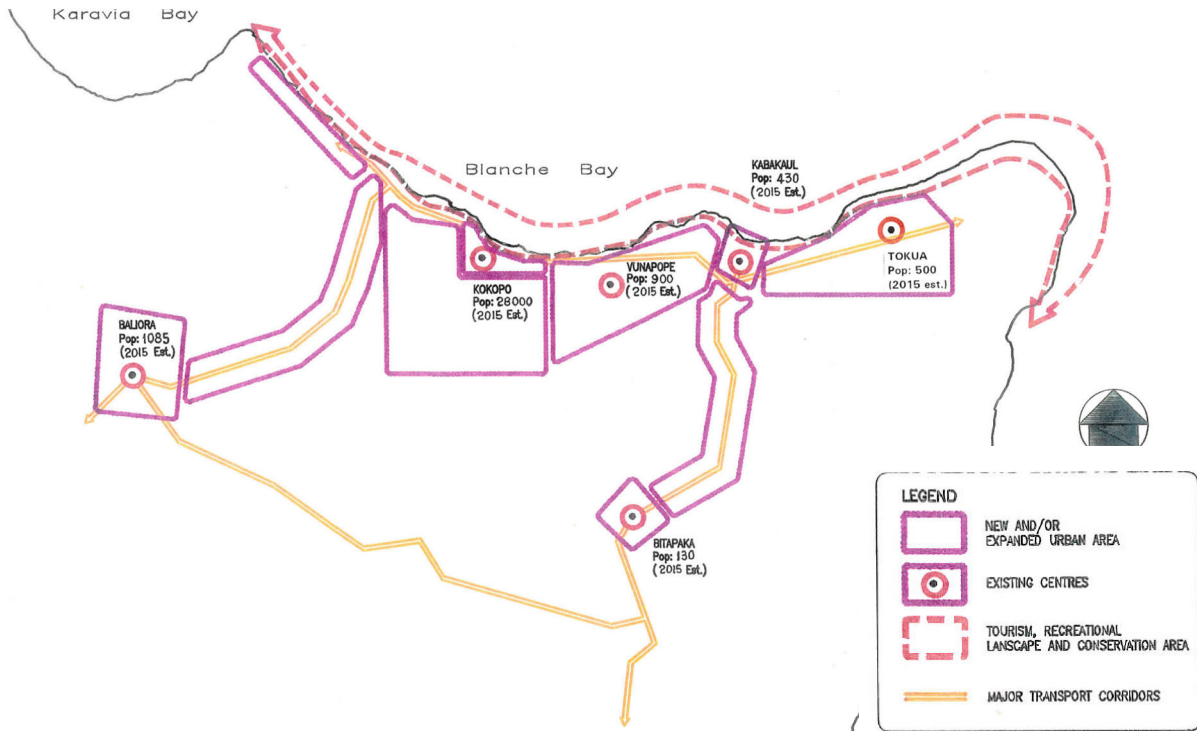 Karavia Bay
Blanche Bay
KABAKAUL
Pop: 430
(2015 Est.)
TOKUA
Pop: 500
(2015 est.)
VUNAPOPE
Pop: 900
(2015 Est.)
KOKOPO
Pop: 28000
(2015 Est.)
BALIORA
Pop: 1085
(2015 Est.)
BITAPAKA
Pop: 130
(2015 Est.)
LEGEND
NEW AND/OR
EXPANDED URBAN AREA
EXISTING CENTRES
TOURISM, RECREATIONAL
LANSCAPE AND CONSERVATION AREA
MAJOR TRANSPORT CORRIDORS